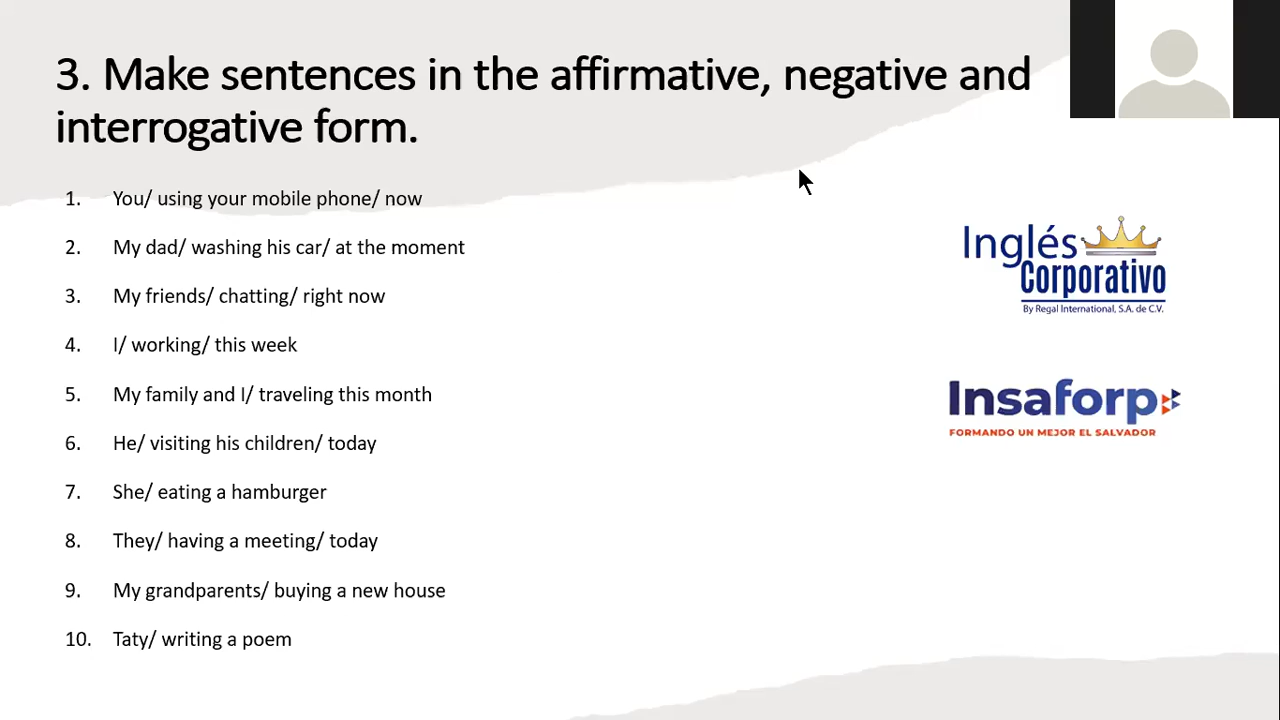 3. Make sentences in the affirmative, negative and
interrogative form.
1. You/ using your mobile phone/ now
2. My dad/ washing his car/ at the moment
3. My friends/ chatting/ right now
4. I/ working/ this week
5. My family and I/ traveling this month
6. He/ visiting his children/ today
7. She/ eating a hamburger
8. They/ having a meeting/ today
9. My grandparents/ buying a new house
10. Taty/ writing a poem
Inglés
Corporativo
By Regal International, S.A. de C.V.
Insaforp
FORMANDO UN MEJOR EL SALVADOR